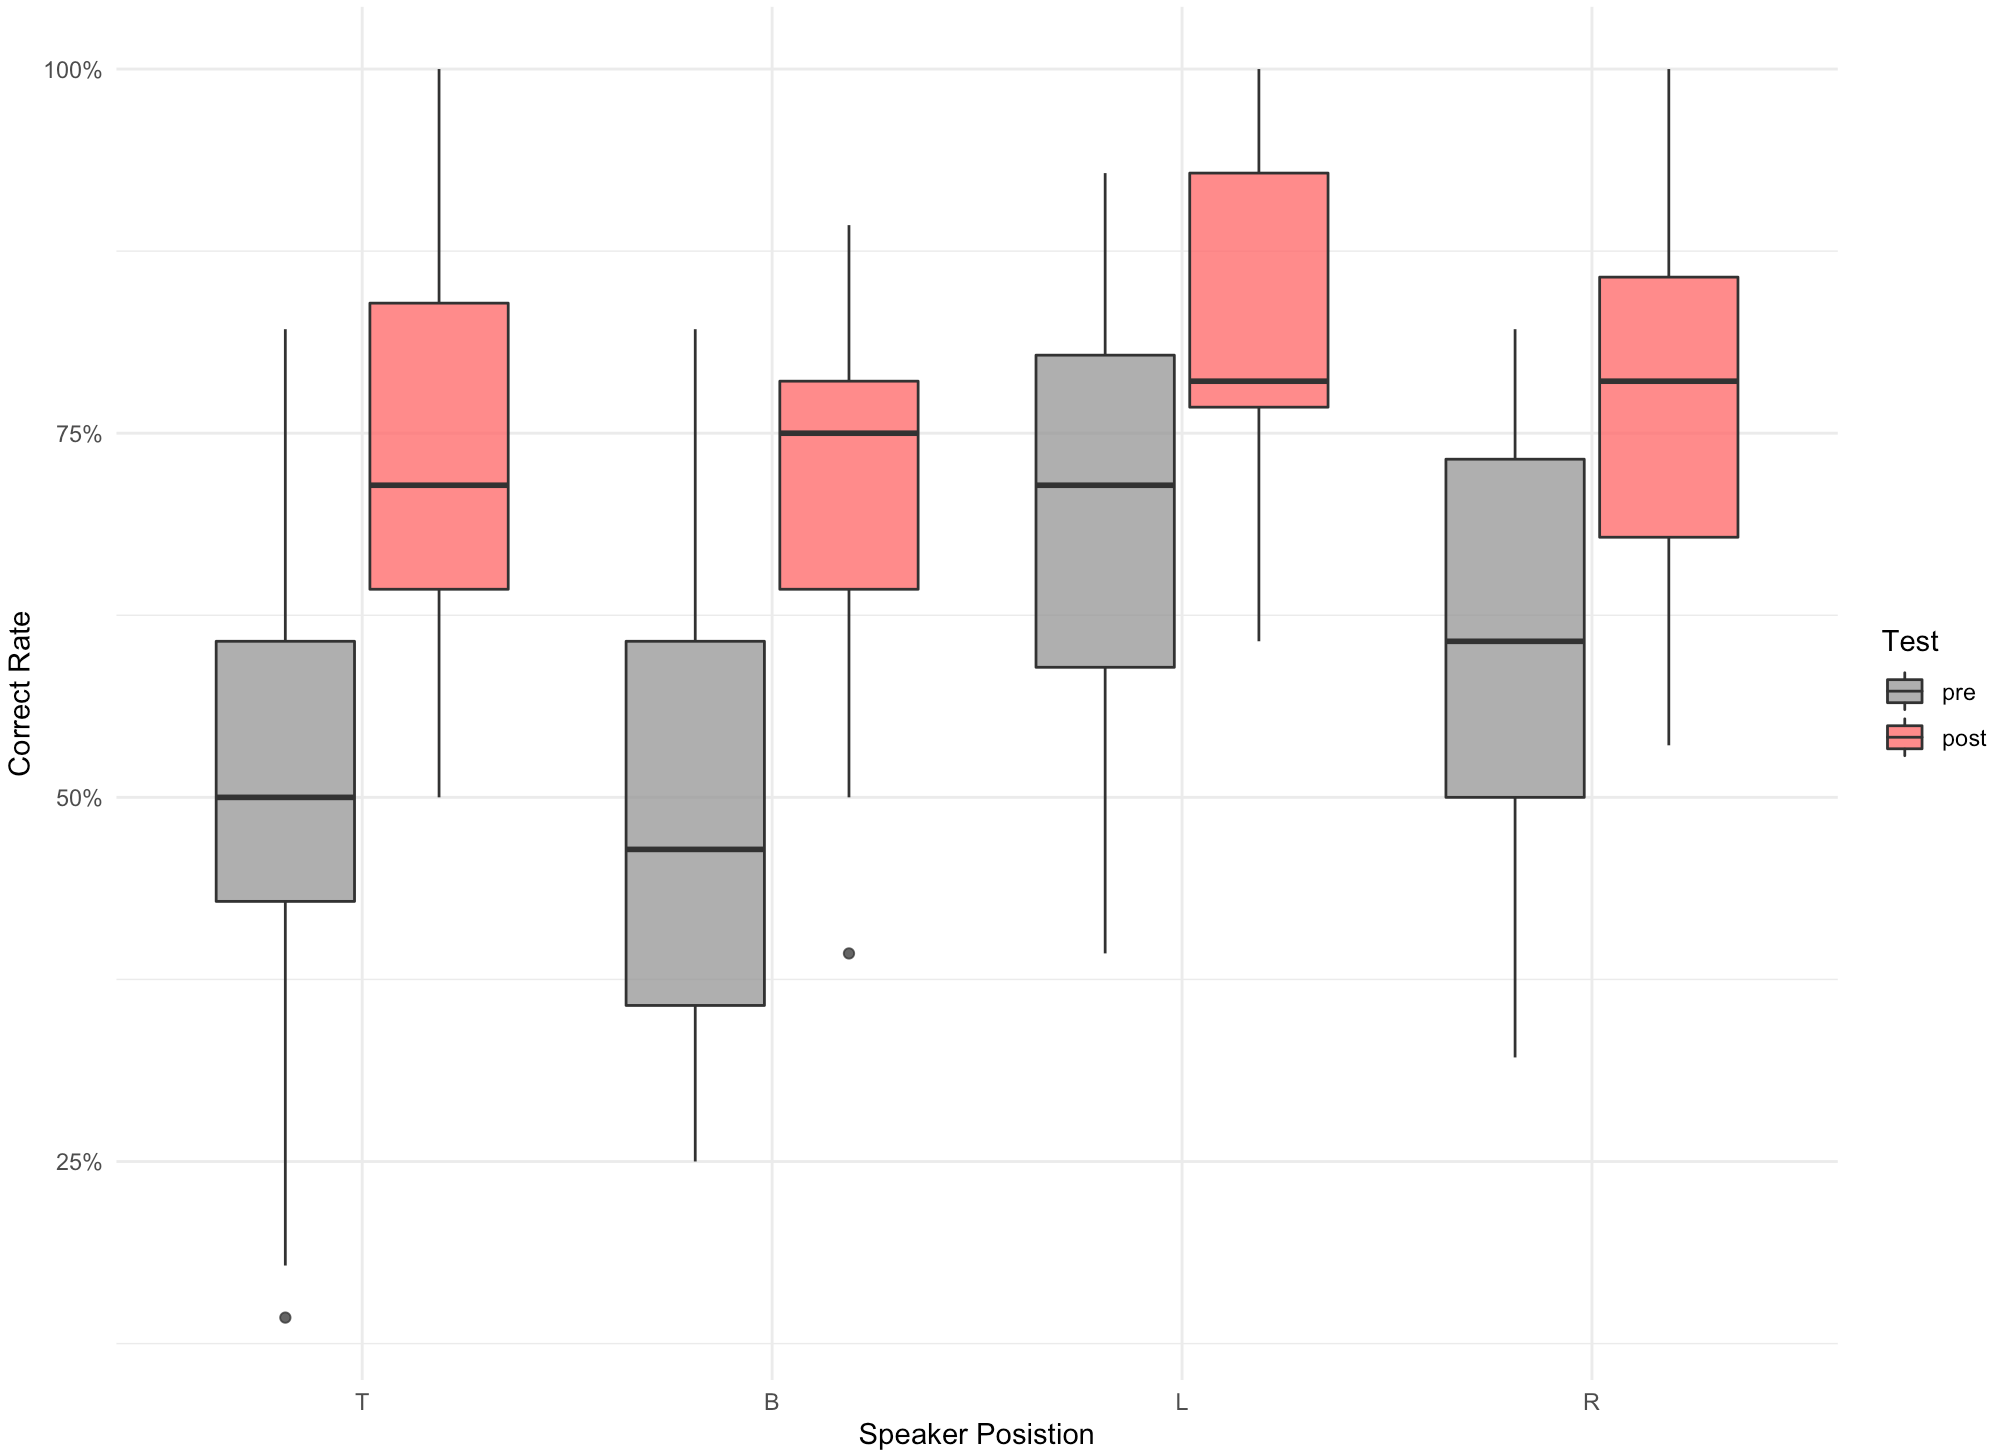 100%
75%
50%
25%
Correct Rate
T
B
L
R
Speaker Posistion
Test
pre
post